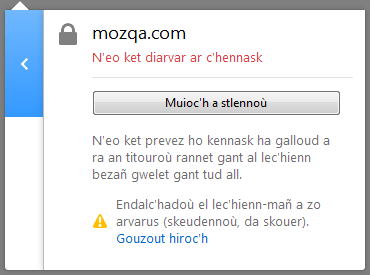 mozqa.com
N'eo ket diarvar ar c'hennask
Muioc'h a stlennoù
N'eo ket prevez ho kennask ha galloud a
ra an titouroù rannet gant al lec'hienn
bezañ gwelet gant tud all.
Endalc'hadoù el lec'hienn-mañ a zo
arvarus (skeudennoù, da skouer).
Gouzout hiroc'h